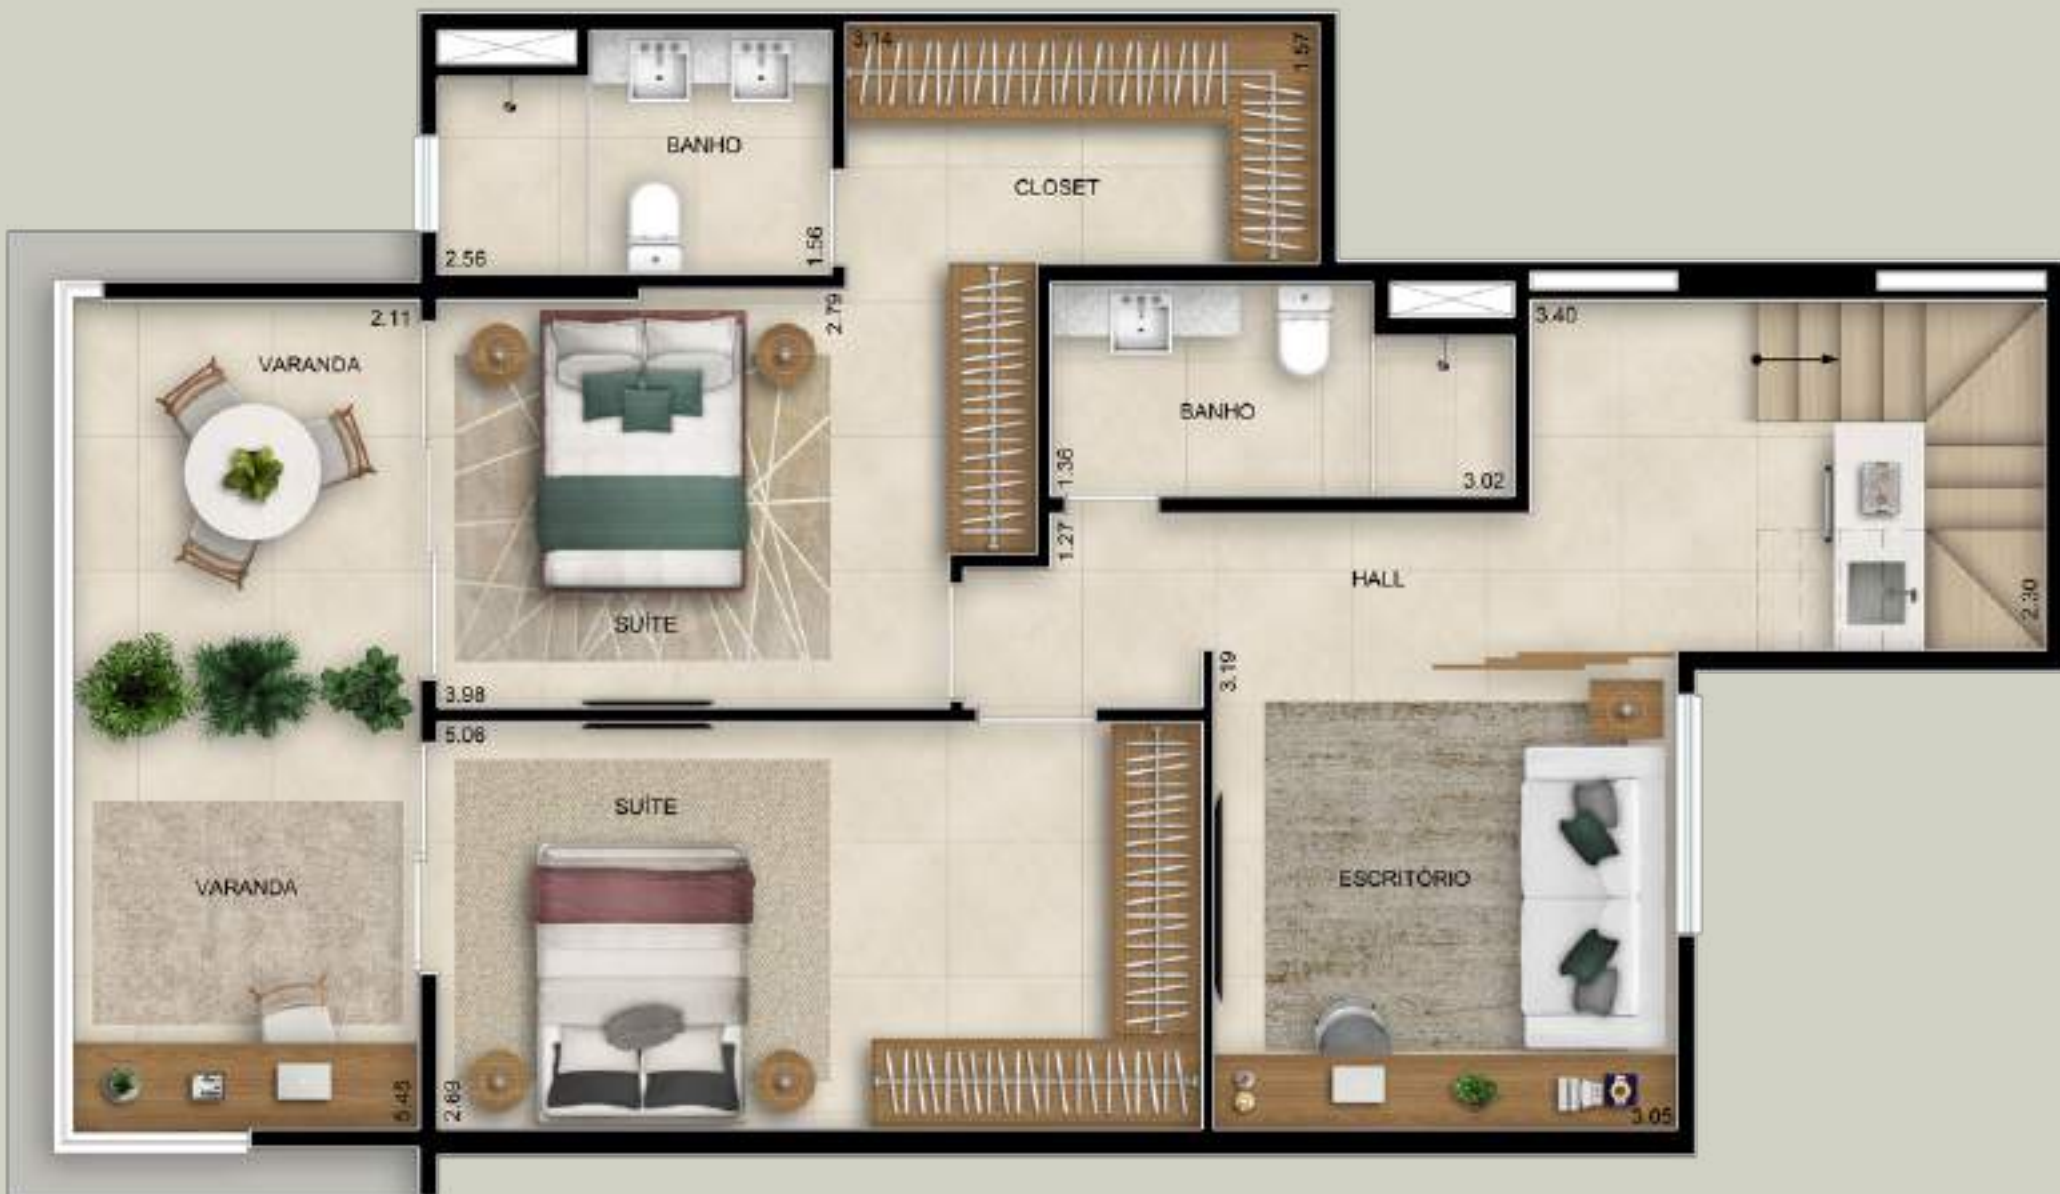 3.14
1.57
BANHO
CLOSET
2.56
1.56
2.11
2.79
3.40
VARANDA
BANHO
1.36
3.02
1.27
HALL
2.30
SUÍTE
3.19
3.98
5.06
SUÍTE
VARANDA
ESCRITÓRIO
5.45
2.69
3.05